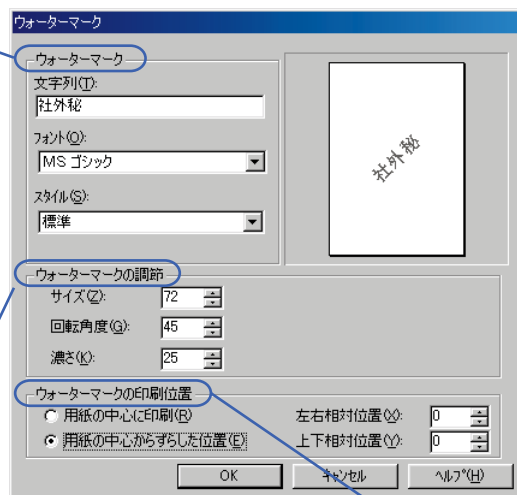 ウォーターマーク
ウォーターマーク
文字列(T):
社外秘
フォント(O):
MS ゴシック
スタイル(S):
標準
社外秘
ウォーターマークの調節
サイズ(Z): 72
回転角度(G): 45
濃さ(K): 25
ウォーターマークの印刷位置
用紙の中心に印刷(R) 左右相対位置(X): 0
用紙の中心からずらした位置(E) 上下相対位置(Y): 0
OK キャンセル ヘルプ(H)